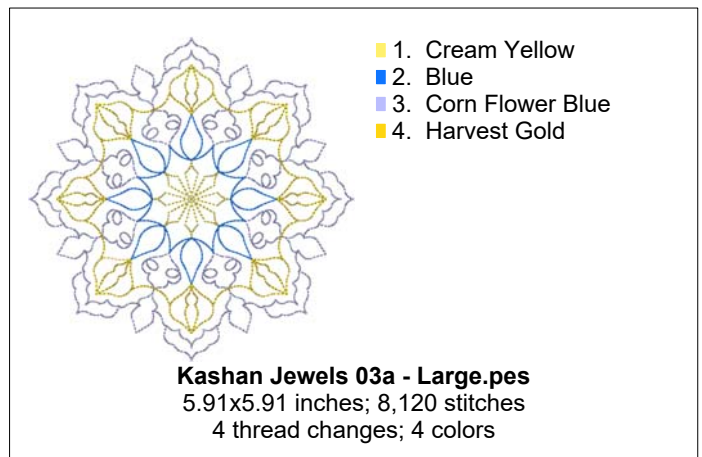 1. Cream Yellow
2. Blue
3. Corn Flower Blue
4. Harvest Gold
Kashan Jewels 03a - Large.pes
5.91x5.91 inches; 8,120 stitches
4 thread changes; 4 colors